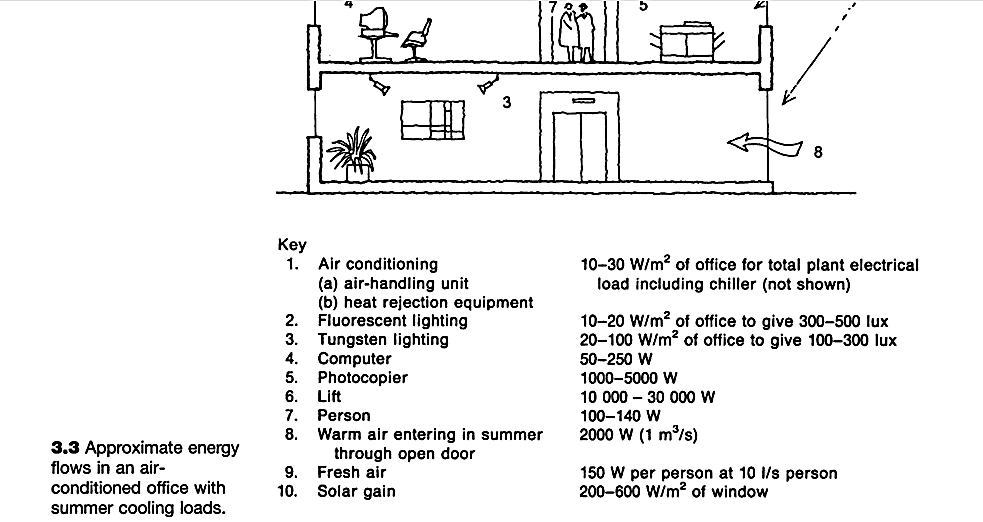 4 7 5
3
8
Key
1. Air conditioning 10–30 W/m² of office for total plant electrical
(a) air-handling unit load including chiller (not shown)
(b) heat rejection equipment
2. Fluorescent lighting 10–20 W/m² of office to give 300–500 lux
3. Tungsten lighting 20–100 W/m² of office to give 100–300 lux
4. Computer 50–250 W
5. Photocopier 1000–5000 W
6. Lift 10 000 – 30 000 W
7. Person 100–140 W
8. Warm air entering in summer 2000 W (1 m³/s)
through open door
9. Fresh air 150 W per person at 10 l/s person
10. Solar gain 200–600 W/m² of window
3.3 Approximate energy
flows in an air-
conditioned office with
summer cooling loads.